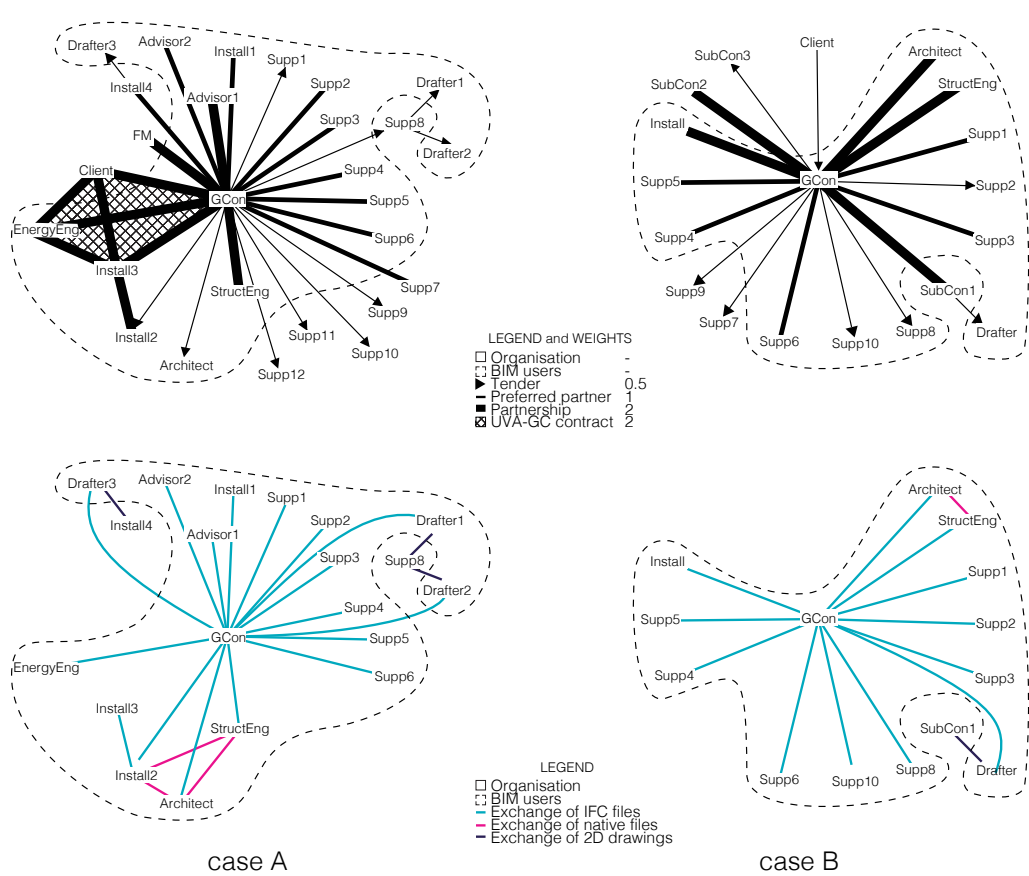 Drafter3
Advisor2
Install1
Supp1
Install4
Advisor1
Supp2
Drafter1
FM
Supp3
Supp8
Drafter2
Client
Supp4
GCon
Supp5
EnergyEng
Supp6
Install3
StructEng
Supp7
Install2
Supp9
Supp11
Architect
Supp10
Supp12
SubCon3
Client
Architect
SubCon2
StructEng
Install
Supp1
Supp5
GCon
Supp2
Supp4
Supp3
Supp9
SubCon1
Supp7
Supp6
Supp10
Supp8
Drafter
LEGEND and WEIGHTS
Organisation -
BIM users -
Tender 0.5
Preferred partner 1
Partnership 2
UVA-GC contract 2
Drafter3
Advisor2
Install1
Supp1
Install4
Advisor1
Supp2
Drafter1
Supp3
Supp8
Drafter2
Supp4
GCon
Supp5
EnergyEng
Supp6
Install3
StructEng
Install2
Architect
Architect
StructEng
Install
Supp1
Supp5
GCon
Supp2
Supp4
Supp3
SubCon1
Supp6
Supp10
Supp8
Drafter
LEGEND
Organisation
BIM users
Exchange of IFC files
Exchange of native files
Exchange of 2D drawings
case A
case B